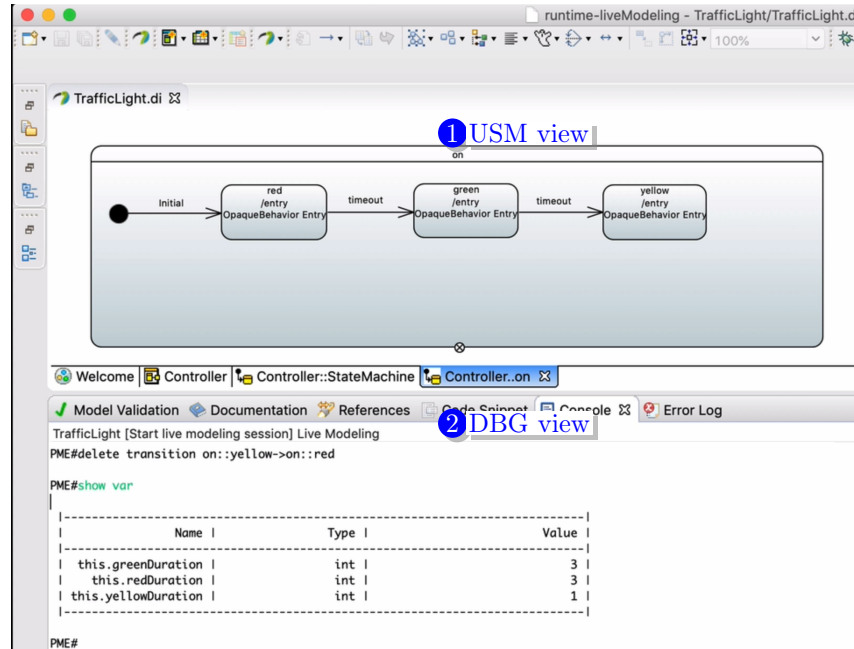 runtime-liveModeling - TrafficLight/TrafficLight.d
100%
TrafficLight.di
1 USM view
on
Initial
red
/entry
OpaqueBehavior Entry
timeout
green
/entry
OpaqueBehavior Entry
timeout
yellow
/entry
OpaqueBehavior Entry
Welcome Controller Controller::StateMachine Controller..on
Model Validation Documentation References Code Snippet Console Error Log
2 DBG view
TrafficLight [Start live modeling session] Live Modeling
PME#delete transition on::yellow->on::red
PME#show var
|----------------------------------------------------------------------------|
| Name | Type | Value |
|----------------------------------------------------------------------------|
| this.greenDuration | int | 3 |
| this.redDuration | int | 3 |
| this.yellowDuration | int | 1 |
|----------------------------------------------------------------------------|
PME#